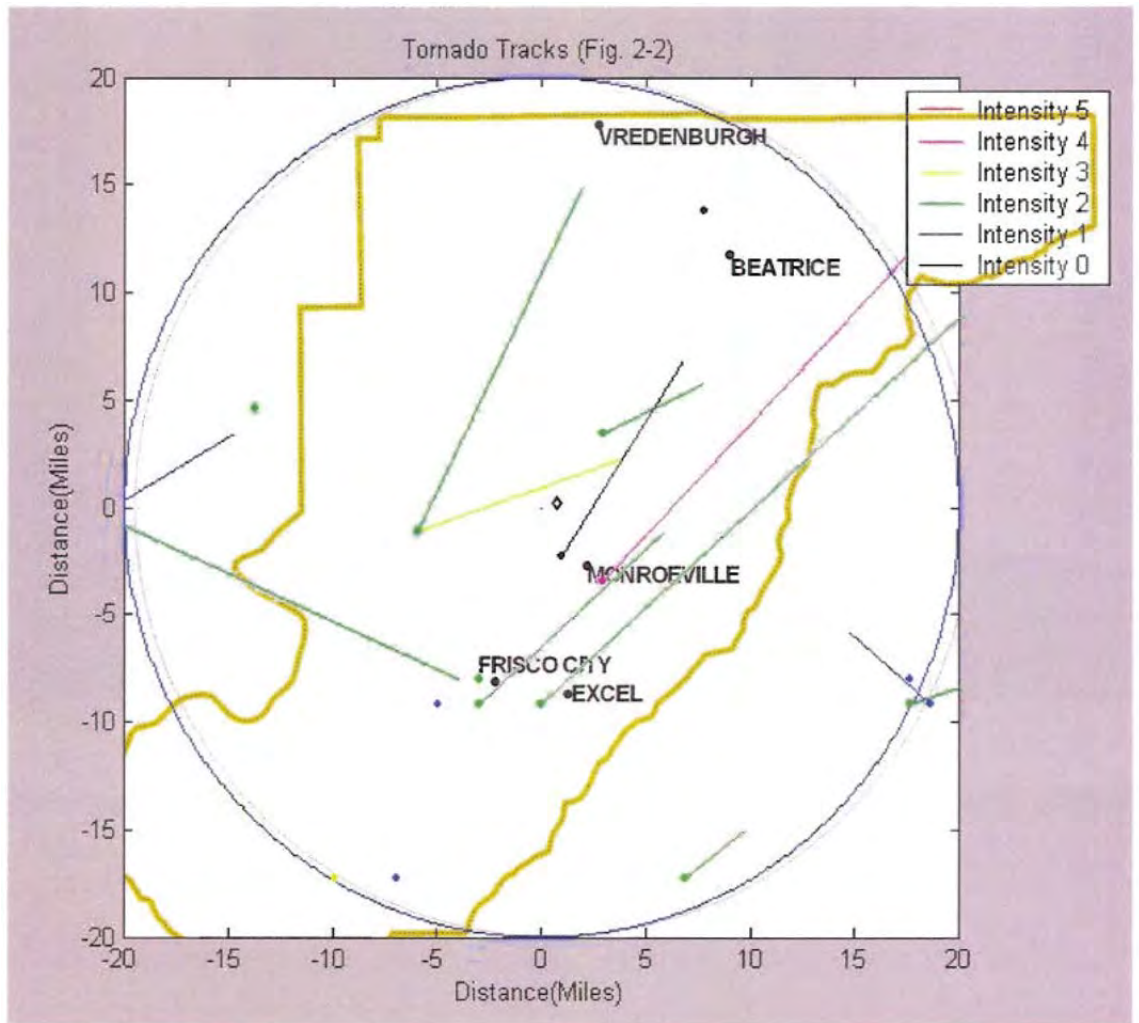 Tornado Tracks (Fig. 2-2)
20
15
10
5
0
-5
-10
-15
-20
Distance(Miles)
-20
-15
-10
-5
0
5
10
15
20
Distance(Miles)
Intensity 5
Intensity 4
Intensity 3
Intensity 2
Intensity 1
Intensity 0
VREDENBURGH
BEATRICE
MONROEVILLE
FRISCO CITY
EXCEL